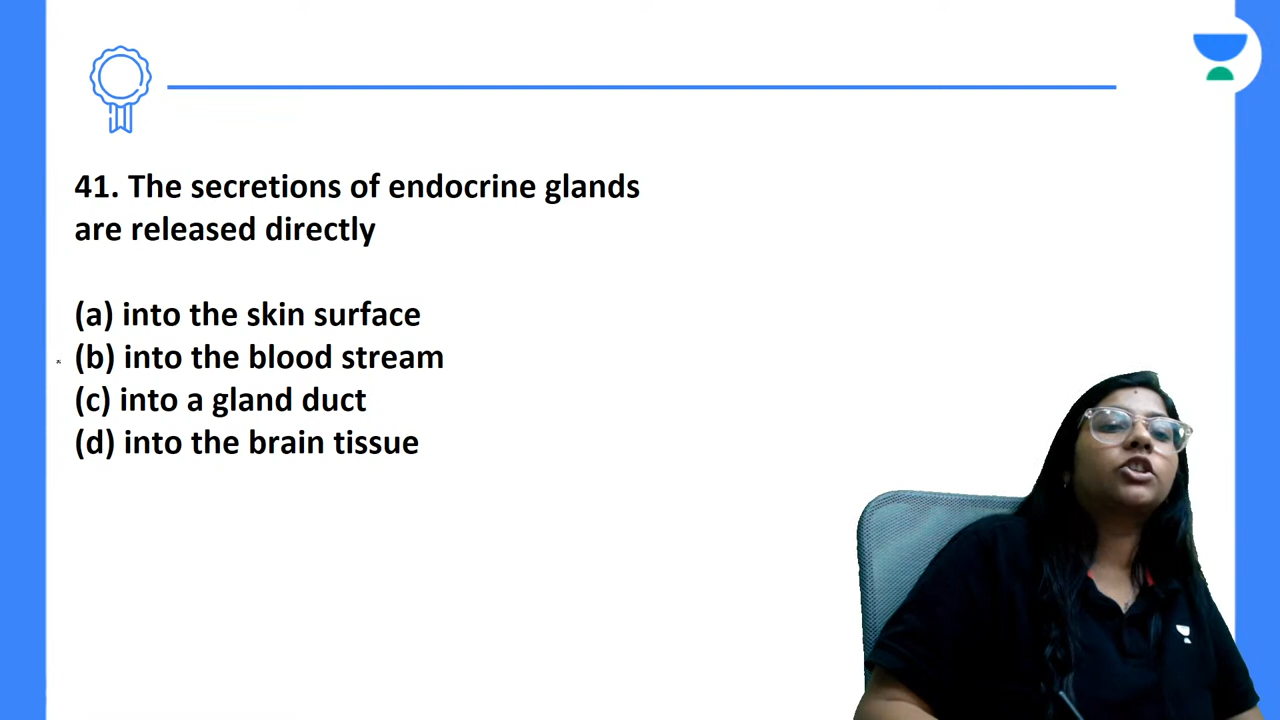 41. The secretions of endocrine glands
are released directly
(a) into the skin surface
(b) into the blood stream
(c) into a gland duct
(d) into the brain tissue